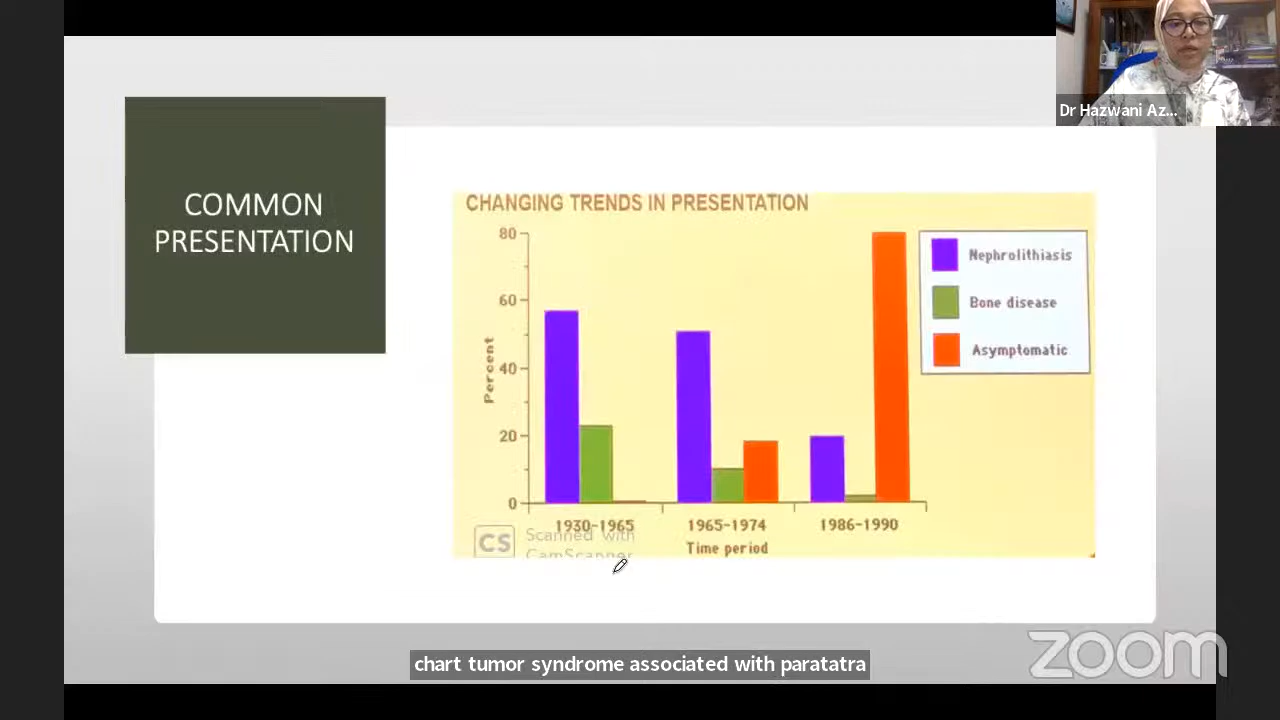 Dr Hazwani Az...
COMMON
PRESENTATION
CHANGING TRENDS IN PRESENTATION
80
60
40
20
0
Percent
Nephrolithiasis
Bone disease
Asymptomatic
1930-1965
1965-1974
1986-1990
Time period
CS
Scanned with
CamScanner
chart tumor syndrome associated with paratatra
zoom